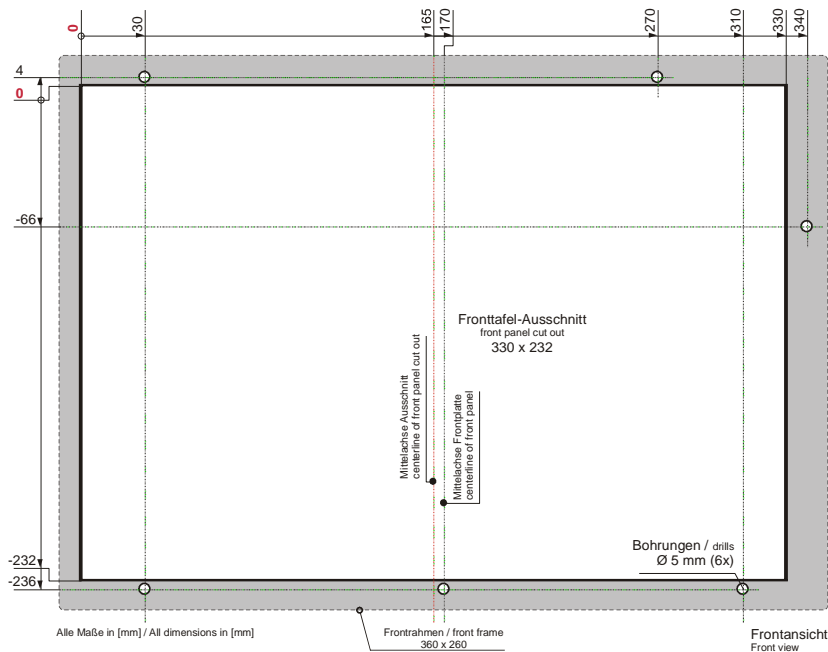 0
30
165
170
270
310
330
340
4
0
-66
Fronttafel-Ausschnitt
front panel cut out
330 x 232
Mittelachse Ausschnitt
centerline of front panel cut out
Mittelachse Frontplatte
centerline of front panel
-232
-236
Bohrungen / drills
Ø 5 mm (6x)
Alle Maße in [mm] / All dimensions in [mm]
Frontrahmen / front frame
360 x 260
Frontansicht
Front view